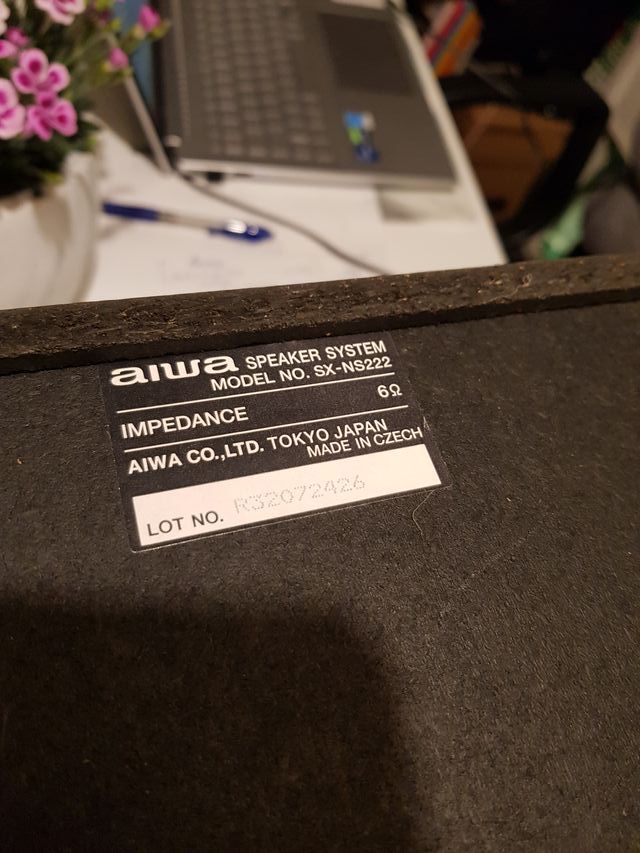 aiwa SPEAKER SYSTEM
MODEL NO. SX-NS222
IMPEDANCE 6Ω
AIWA CO.,LTD. TOKYO JAPAN
MADE IN CZECH
LOT NO. R32072426